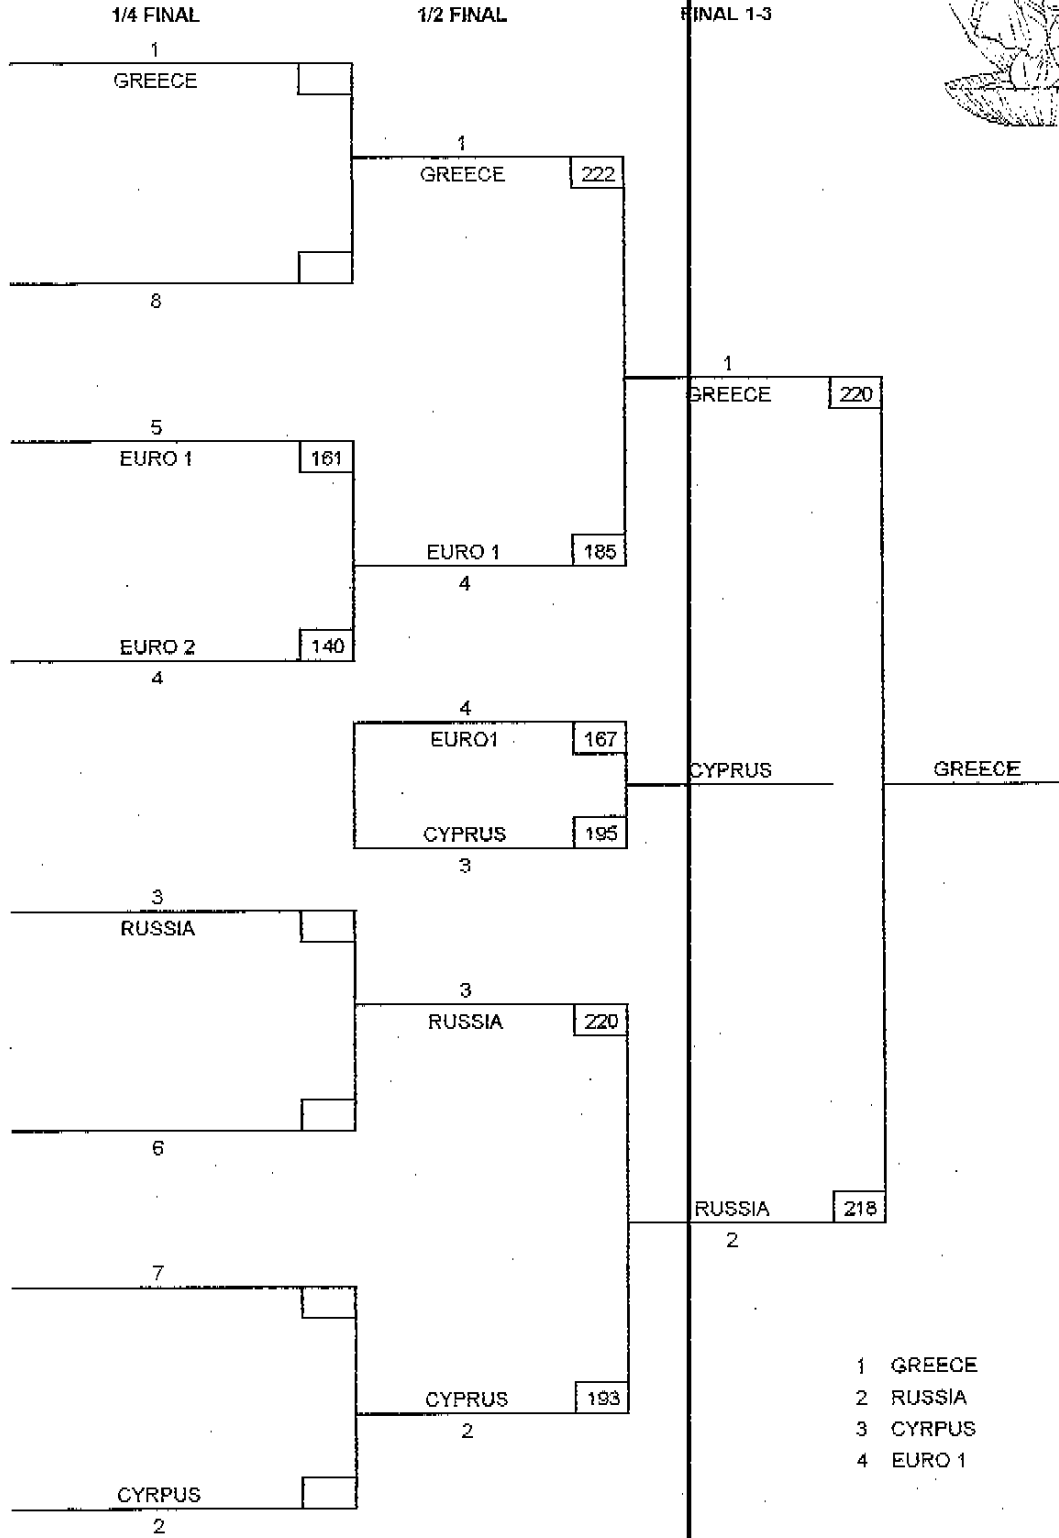 1/4 FINAL 1/2 FINAL FINAL 1-3
1
GREECE
1
GREECE 222
8
1
GREECE 220
5
EURO 1 161
EURO 1 185
4
EURO 2 140
4
4
EURO1 167
CYPRUS GREECE
CYPRUS 195
3
3
RUSSIA
3
RUSSIA 220
6
RUSSIA 218
2
7
1 GREECE
CYPRUS 193
2 RUSSIA
2
3 CYRPUS
4 EURO 1
CYRPUS
2